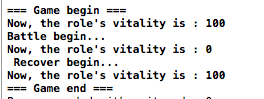 === Game begin ===
Now, the role's vitality is : 100
Battle begin...
Now, the role's vitality is : 0
 Recover begin...
Now, the role's vitality is : 100
=== Game end ===